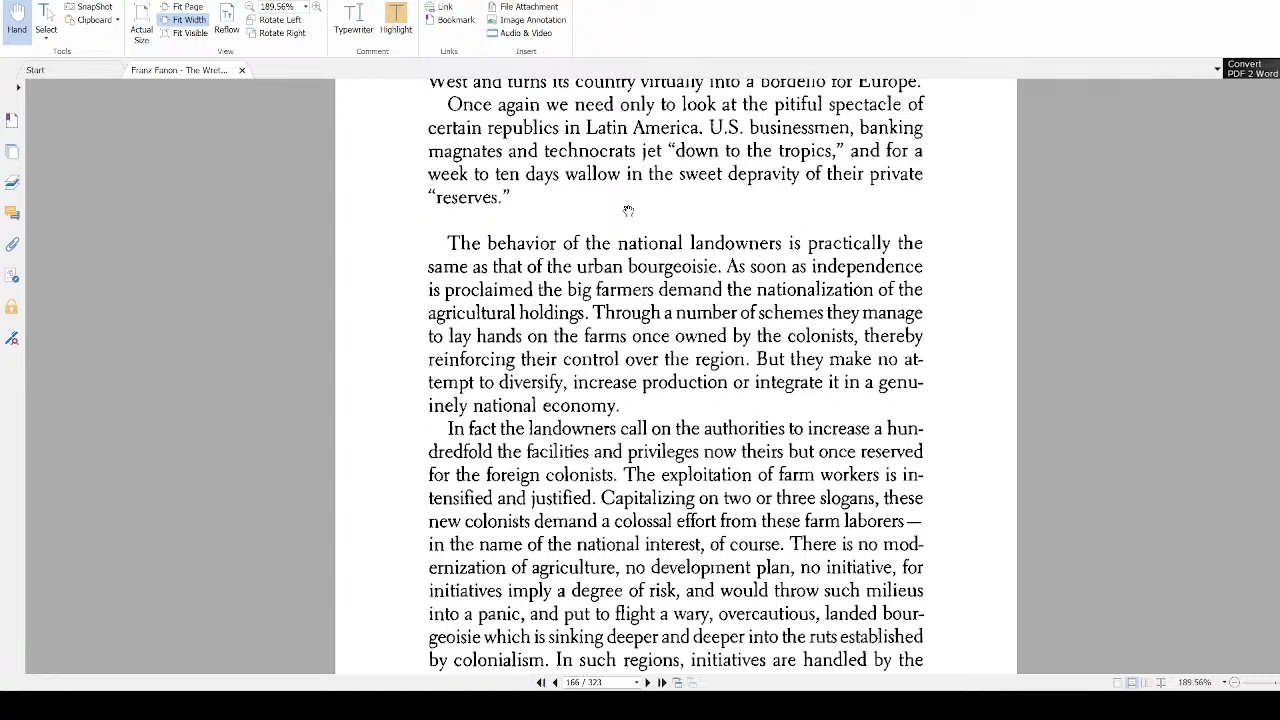 Hand
Select
SnapShot
Clipboard
Tools
Actual
Size
Fit Page
Fit Width
Fit Visible
Reflow
189.56%
Rotate Left
Rotate Right
View
Typewriter
Highlight
Comment
Link
Bookmark
Links
File Attachment
Image Annotation
Audio & Video
Insert
Start
Franz Fanon - The Wret...
Convert
PDF 2 Word
West and turns its country virtually into a bordello for Europe.
Once again we need only to look at the pitiful spectacle of
certain republics in Latin America. U.S. businessmen, banking
magnates and technocrats jet “down to the tropics,” and for a
week to ten days wallow in the sweet depravity of their private
“reserves.”
The behavior of the national landowners is practically the
same as that of the urban bourgeoisie. As soon as independence
is proclaimed the big farmers demand the nationalization of the
agricultural holdings. Through a number of schemes they manage
to lay hands on the farms once owned by the colonists, thereby
reinforcing their control over the region. But they make no at-
tempt to diversify, increase production or integrate it in a genu-
inely national economy.
In fact the landowners call on the authorities to increase a hun-
dredfold the facilities and privileges now theirs but once reserved
for the foreign colonists. The exploitation of farm workers is in-
tensified and justified. Capitalizing on two or three slogans, these
new colonists demand a colossal effort from these farm laborers—
in the name of the national interest, of course. There is no mod-
ernization of agriculture, no development plan, no initiative, for
initiatives imply a degree of risk, and would throw such milieus
into a panic, and put to flight a wary, overcautious, landed bour-
geoisie which is sinking deeper and deeper into the ruts established
by colonialism. In such regions, initiatives are handled by the
166 / 323
189.56%